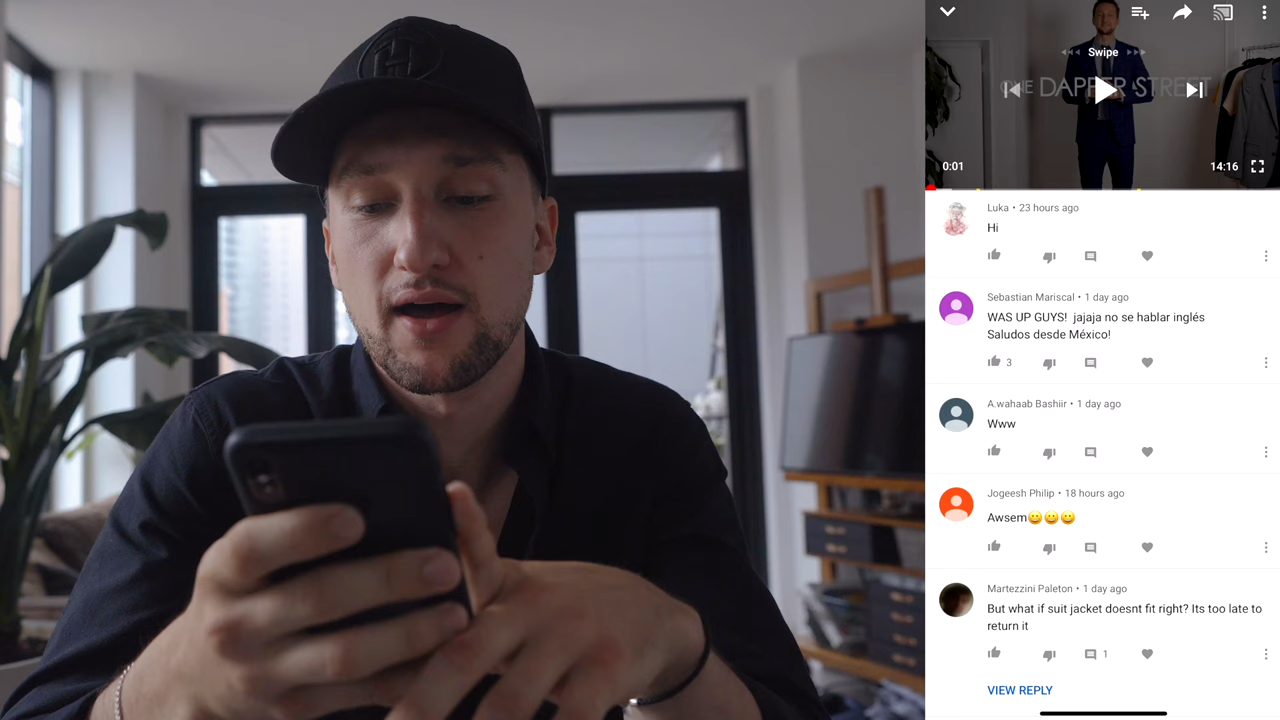 H
Swipe
ONE DAPPER STREET
0:01
14:16
Luka • 23 hours ago
Hi
Sebastian Mariscal • 1 day ago
WAS UP GUYS! jajaja no se hablar inglés
Saludos desde México!
3
A.wahaab Bashiir • 1 day ago
Www
Jogeesh Philip • 18 hours ago
Awsem😀😀😀
Martezzini Paleton • 1 day ago
But what if suit jacket doesnt fit right? Its too late to
return it
1
VIEW REPLY